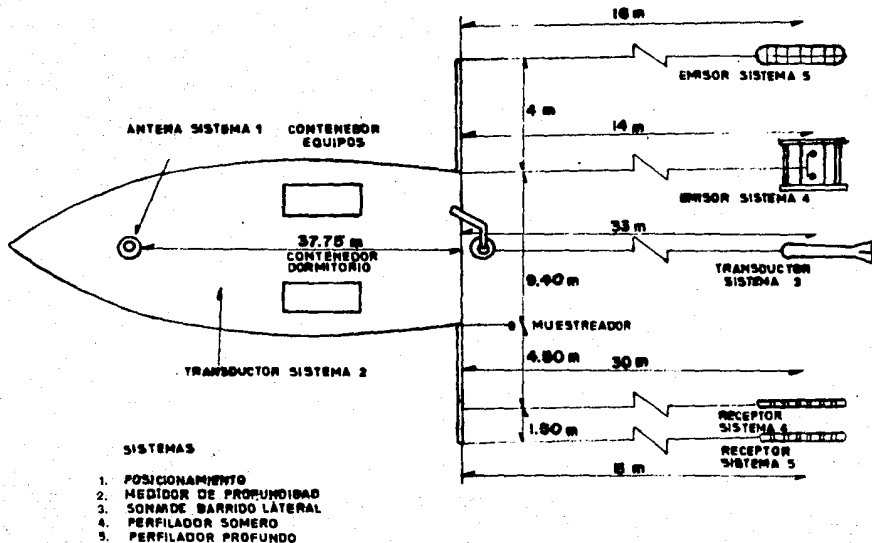 16 m
EMISOR SISTEMA 5
4 m
ANTENA SISTEMA 1
CONTENEDOR
EQUIPOS
14 m
EMISOR SISTEMA 4
37.75 m
33 m
CONTENEDOR
DORMITORIO
TRANSDUCTOR
SISTEMA 3
9.40 m
MUESTREADOR
4.80 m
30 m
TRANSDUCTOR SISTEMA 2
RECEPTOR
SISTEMA 4
1.80 m
RECEPTOR
SISTEMA 5
SISTEMAS
1. POSICIONAMIENTO
2. MEDIDOR DE PROFUNDIDAD
3. SONAR DE BARRIDO LATERAL
4. PERFILADOR SOMERO
5. PERFILADOR PROFUNDO